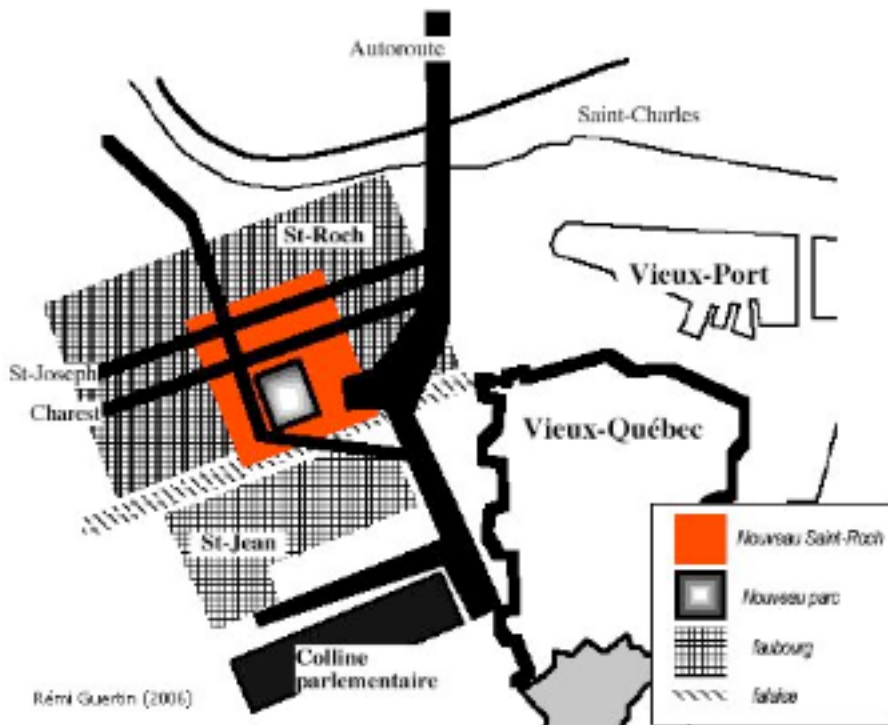 Autoroute
Saint-Charles
St-Roch
Vieux-Port
St-Joseph
Charest
Vieux-Québec
St-Jean
Colline
parlementaire
Nouveau Saint-Roch
Nouveau parc
faubourg
falaise
Rémi Guertin (2006)